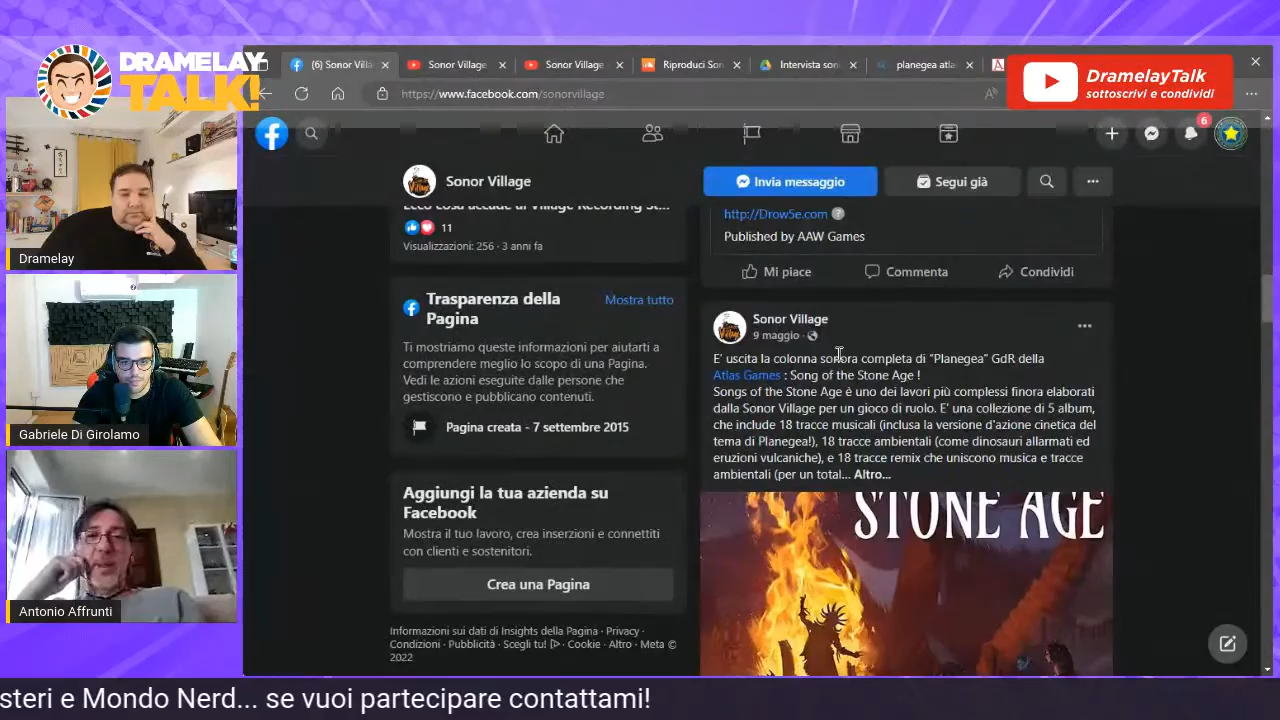 DRAMELAY
TALK!
(6) Sonor Villa
Sonor Village
Sonor Village
Riproduci Son
Intervista son
planegea atla
https://www.facebook.com/sonorvillage
DramelayTalk
sottoscrivi e condividi
6
Sonor Village
Invia messaggio
Segui già
Ecco cosa accade al Village Recording St...
11
Visualizzazioni: 256 · 3 anni fa
Trasparenza della
Pagina
Mostra tutto
Ti mostriamo queste informazioni per aiutarti a
comprendere meglio lo scopo di una Pagina.
Vedi le azioni eseguite dalle persone che
gestiscono e pubblicano contenuti.
Pagina creata - 7 settembre 2015
Aggiungi la tua azienda su
Facebook
Mostra il tuo lavoro, crea inserzioni e connettiti
con clienti e sostenitori.
Crea una Pagina
Informazioni sui dati di Insights della Pagina · Privacy ·
Condizioni · Pubblicità · Scegli tu! · Cookie · Altro · Meta ©
2022
http://Drow5e.com
Published by AAW Games
Mi piace
Commenta
Condividi
Sonor Village
9 maggio ·
E' uscita la colonna sonora completa di "Planegea" GdR della
Atlas Games : Song of the Stone Age !
Songs of the Stone Age è uno dei lavori più complessi finora elaborati
dalla Sonor Village per un gioco di ruolo. E' una collezione di 5 album,
che include 18 tracce musicali (inclusa la versione d'azione cinetica del
tema di Planegea!), 18 tracce ambientali (come dinosauri allarmati ed
eruzioni vulcaniche), e 18 tracce remix che uniscono musica e tracce
ambientali (per un total... Altro...
STONE AGE
Dramelay
Gabriele Di Girolamo
Antonio Affrunti
steri e Mondo Nerd... se vuoi partecipare contattami!